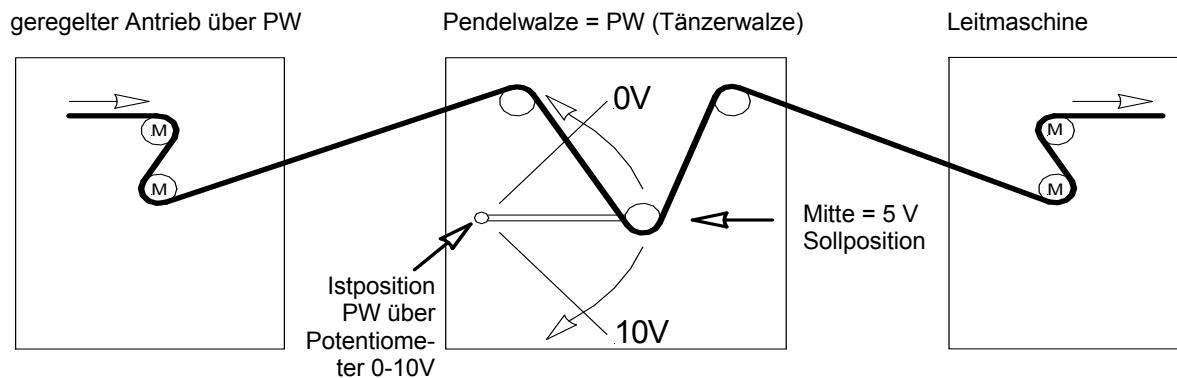 geregelter Antrieb über PW
Pendelwalze = PW (Tänzerwalze)
Leitmaschine
M
M
0V
Mitte = 5 V
Sollposition
Istposition
PW über
Potentiome-
ter 0-10V
10V
M
M